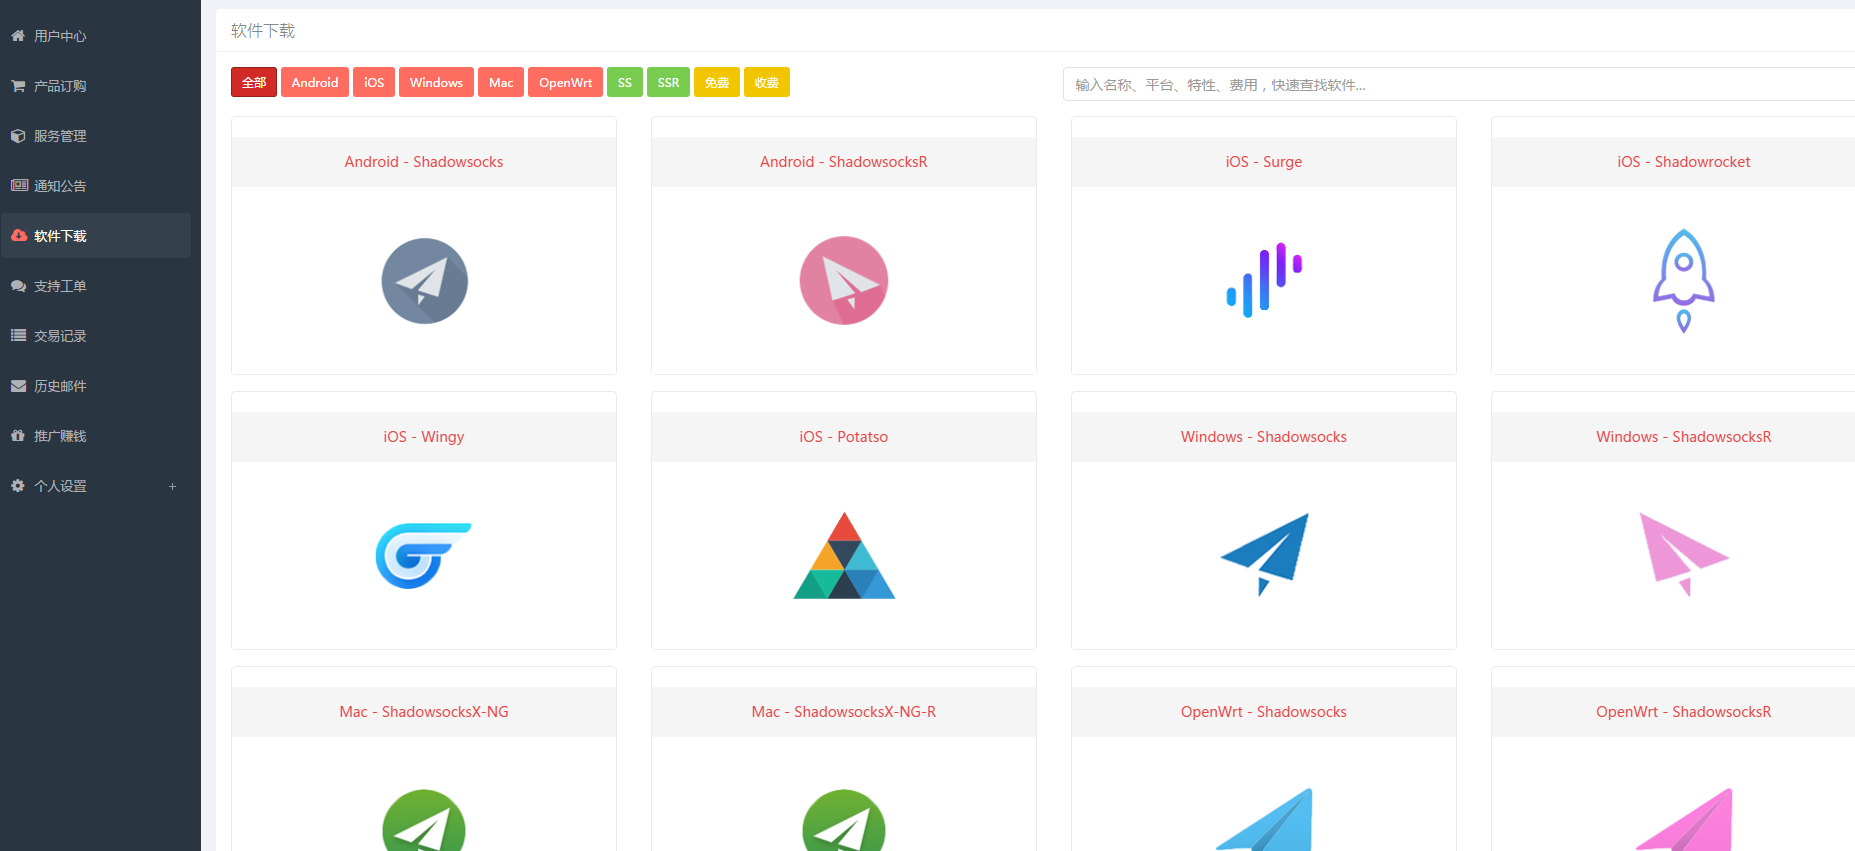 用户中心
产品订购
服务管理
通知公告
软件下载
支持工单
交易记录
历史邮件
推广赚钱
个人设置 +
软件下载
全部 Android iOS Windows Mac OpenWrt SS SSR 免费 收费
输入名称、平台、特性、费用，快速查找软件...
Android - Shadowsocks
Android - ShadowsocksR
iOS - Surge
iOS - Shadowrocket
iOS - Wingy
iOS - Potatso
Windows - Shadowsocks
Windows - ShadowsocksR
Mac - ShadowsocksX-NG
Mac - ShadowsocksX-NG-R
OpenWrt - Shadowsocks
OpenWrt - ShadowsocksR